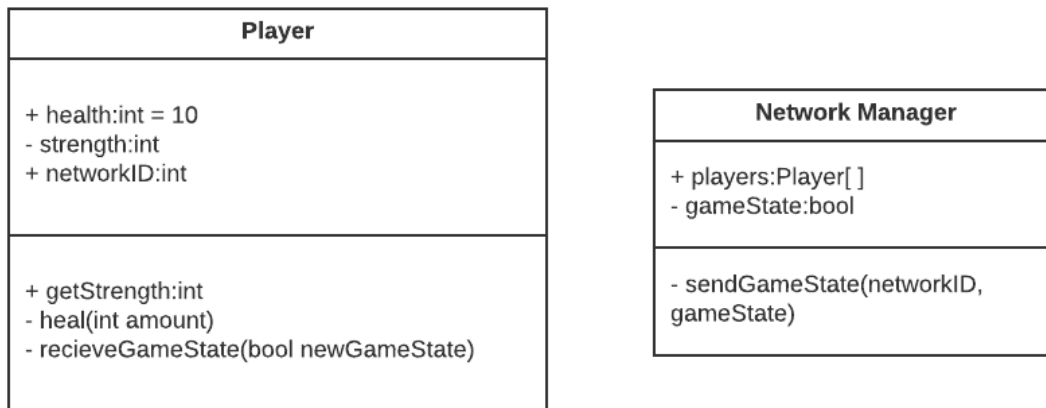 Player
+ health:int = 10
- strength:int
+ networkID:int
+ getStrength:int
- heal(int amount)
- recieveGameState(bool newGameState)
Network Manager
+ players:Player[ ]
- gameState:bool
- sendGameState(networkID,
gameState)